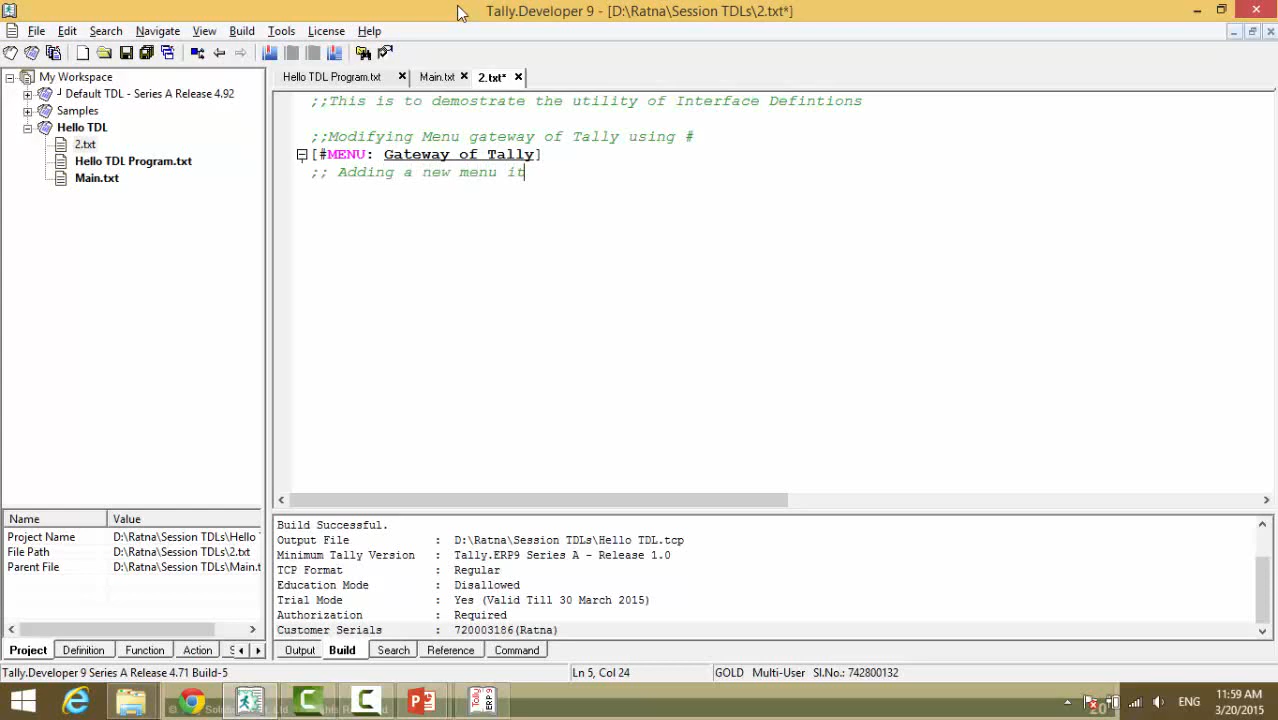 Tally.Developer 9 - [D:\Ratna\Session TDLs\2.txt*]
File Edit Search Navigate View Build Tools License Help
My Workspace
Default TDL - Series A Release 4.92
Samples
Hello TDL
2.txt
Hello TDL Program.txt
Main.txt
Hello TDL Program.txt Main.txt 2.txt*
;;This is to demostrate the utility of Interface Defintions
;;Modifying Menu gateway of Tally using #
[#MENU: Gateway of Tally]
;; Adding a new menu it
Name Value
Project Name D:\Ratna\Session TDLs\Hello
File Path D:\Ratna\Session TDLs\2.txt
Parent File D:\Ratna\Session TDLs\Main.t
Project Definition Function Action S
Build Successful.
Output File : D:\Ratna\Session TDLs\Hello TDL.tcp
Minimum Tally Version : Tally.ERP9 Series A - Release 1.0
TCP Format : Regular
Education Mode : Disallowed
Trial Mode : Yes (Valid Till 30 March 2015)
Authorization : Required
Customer Serials : 720003186(Ratna)
Output Build Search Reference Command
Tally.Developer 9 Series A Release 4.71 Build-5 Ln 5, Col 24 GOLD Multi-User Sl.No: 742800132
Tally ERP 9
ENG
11:59 AM
3/20/2015